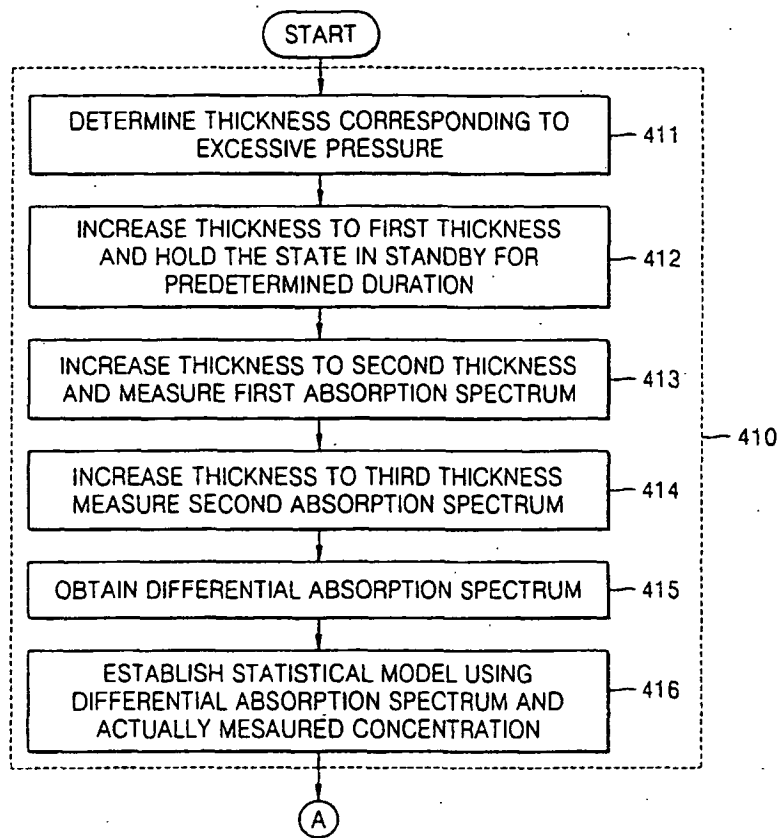 START
DETERMINE THICKNESS CORRESPONDING TO
EXCESSIVE PRESSURE
411
INCREASE THICKNESS TO FIRST THICKNESS
AND HOLD THE STATE IN STANDBY FOR
PREDETERMINED DURATION
412
INCREASE THICKNESS TO SECOND THICKNESS
AND MEASURE FIRST ABSORPTION SPECTRUM
413
410
INCREASE THICKNESS TO THIRD THICKNESS
MEASURE SECOND ABSORPTION SPECTRUM
414
OBTAIN DIFFERENTIAL ABSORPTION SPECTRUM
415
ESTABLISH STATISTICAL MODEL USING
DIFFERENTIAL ABSORPTION SPECTRUM AND
ACTUALLY MESAURED CONCENTRATION
416
A